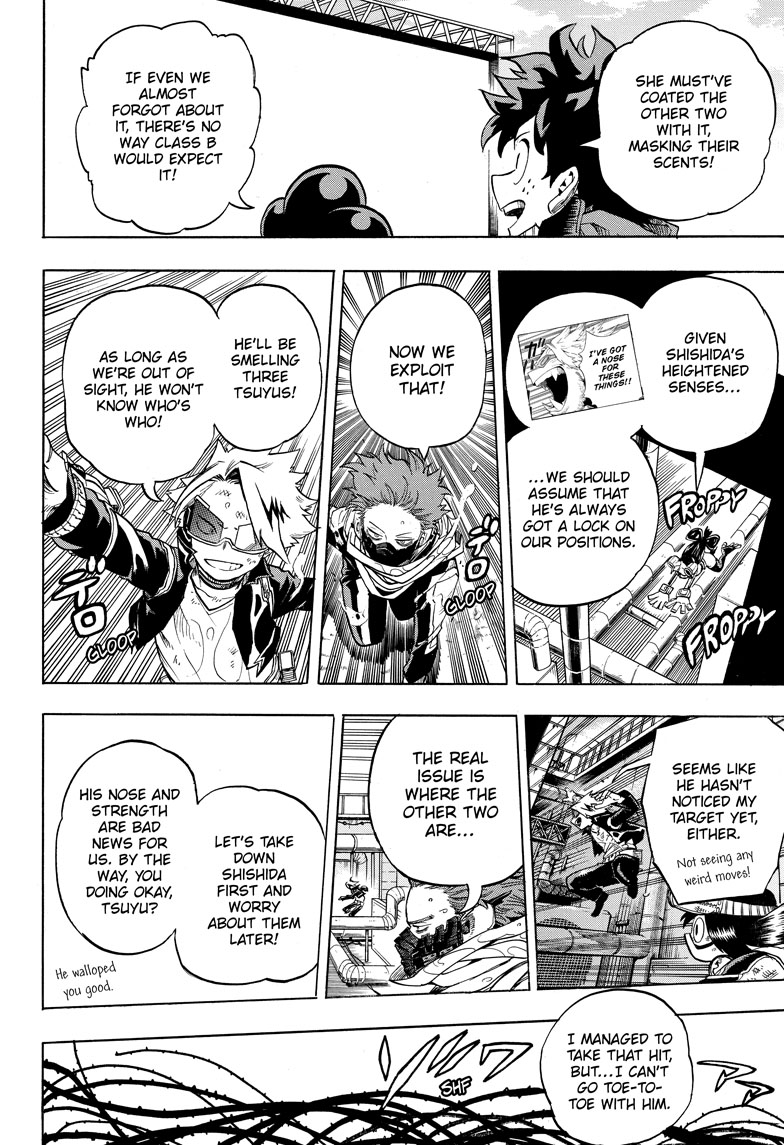 SHE MUST'VE
COATED THE
OTHER TWO
WITH IT,
MASKING THEIR
SCENTS!
IF EVEN WE
ALMOST
FORGOT ABOUT
IT, THERE'S NO
WAY CLASS B
WOULD EXPECT
IT!
GIVEN
SHISHIDA'S
HEIGHTENED
SENSES...
I'VE GOT
A NOSE
FOR
THESE
THINGS!!
...WE SHOULD
ASSUME THAT
HE'S ALWAYS
GOT A LOCK ON
OUR POSITIONS.
FROPPY
FROPPY
NOW WE
EXPLOIT
THAT!
デロ
GLOOP
HE'LL BE
SMELLING
THREE
TSUYUS!
AS LONG AS
WE'RE OUT OF
SIGHT, HE WON'T
KNOW WHO'S
WHO!
デロ
GLOOP
SEEMS LIKE
HE HASN'T
NOTICED MY
TARGET YET,
EITHER.
Not seeing any
weird moves!
THE REAL
ISSUE IS
WHERE THE
OTHER TWO
ARE...
LET'S TAKE
DOWN
SHISHIDA
FIRST AND
WORRY
ABOUT THEM
LATER!
HIS NOSE AND
STRENGTH
ARE BAD
NEWS FOR
US. BY THE
WAY, YOU
DOING OKAY,
TSUYU?
He walloped
you good.
I MANAGED TO
TAKE THAT HIT,
BUT...I CAN'T
GO TOE-TO-
TOE WITH HIM.
SHF